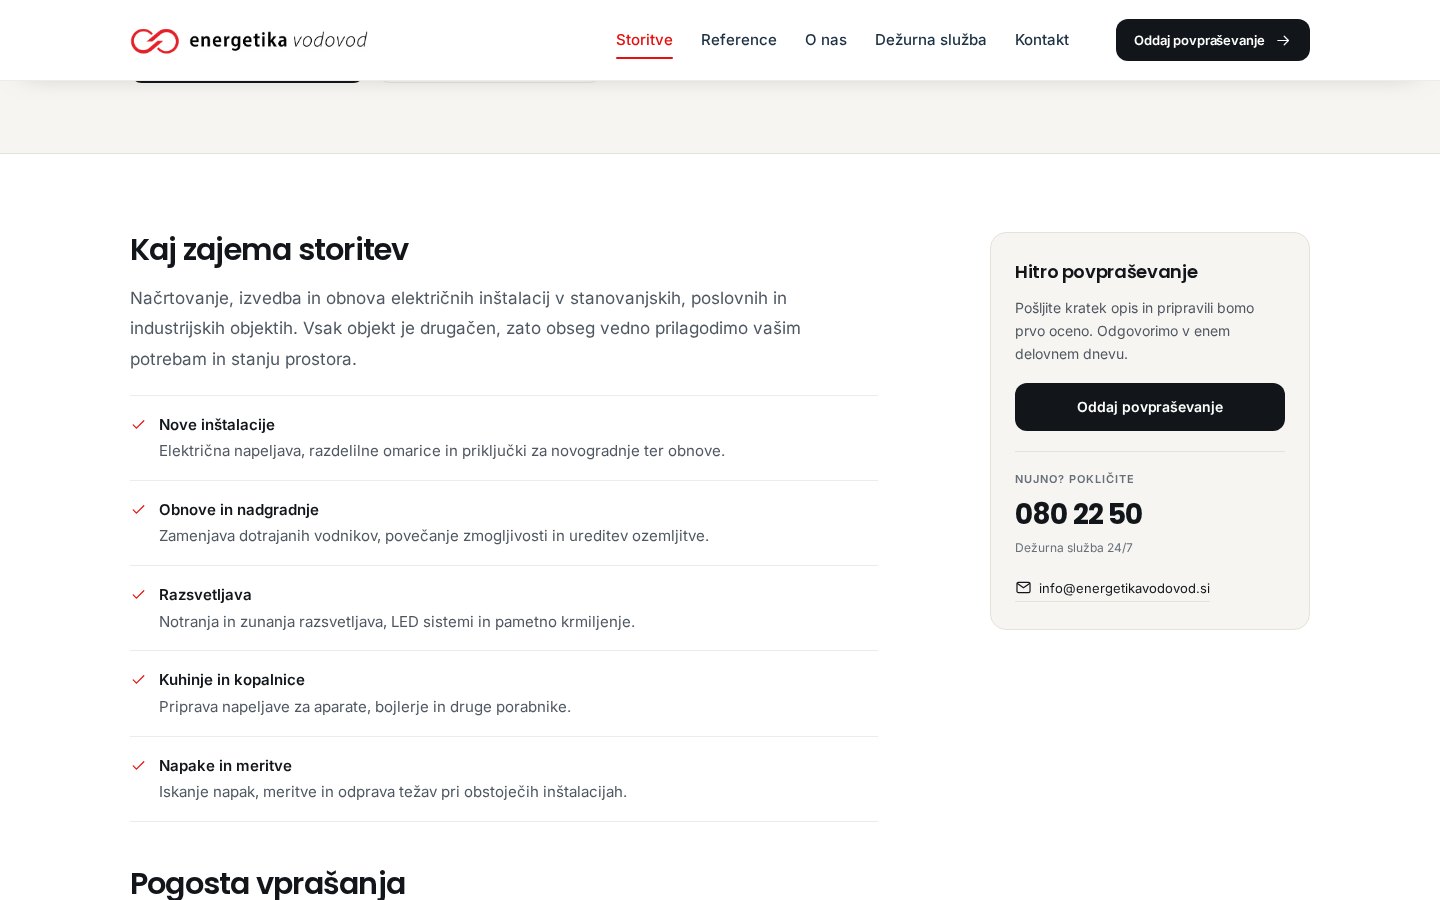 energetika vodovod
Storitve
Reference
O nas
Dežurna služba
Kontakt
Oddaj povpraševanje
Kaj zajema storitev
Načrtovanje, izvedba in obnova električnih inštalacij v stanovanjskih, poslovnih in
industrijskih objektih. Vsak objekt je drugačen, zato obseg vedno prilagodimo vašim
potrebam in stanju prostora.
Nove inštalacije
Električna napeljava, razdelilne omarice in priključki za novogradnje ter obnove.
Obnove in nadgradnje
Zamenjava dotrajanih vodnikov, povečanje zmogljivosti in ureditev ozemljitve.
Razsvetljava
Notranja in zunanja razsvetljava, LED sistemi in pametno krmiljenje.
Kuhinje in kopalnice
Priprava napeljave za aparate, bojlerje in druge porabnike.
Napake in meritve
Iskanje napak, meritve in odprava težav pri obstoječih inštalacijah.
Pogosta vprašanja
Hitro povpraševanje
Pošljite kratek opis in pripravili bomo
prvo oceno. Odgovorimo v enem
delovnem dnevu.
Oddaj povpraševanje
NUJNO? POKLIČITE
080 22 50
Dežurna služba 24/7
info@energetikavodovod.si